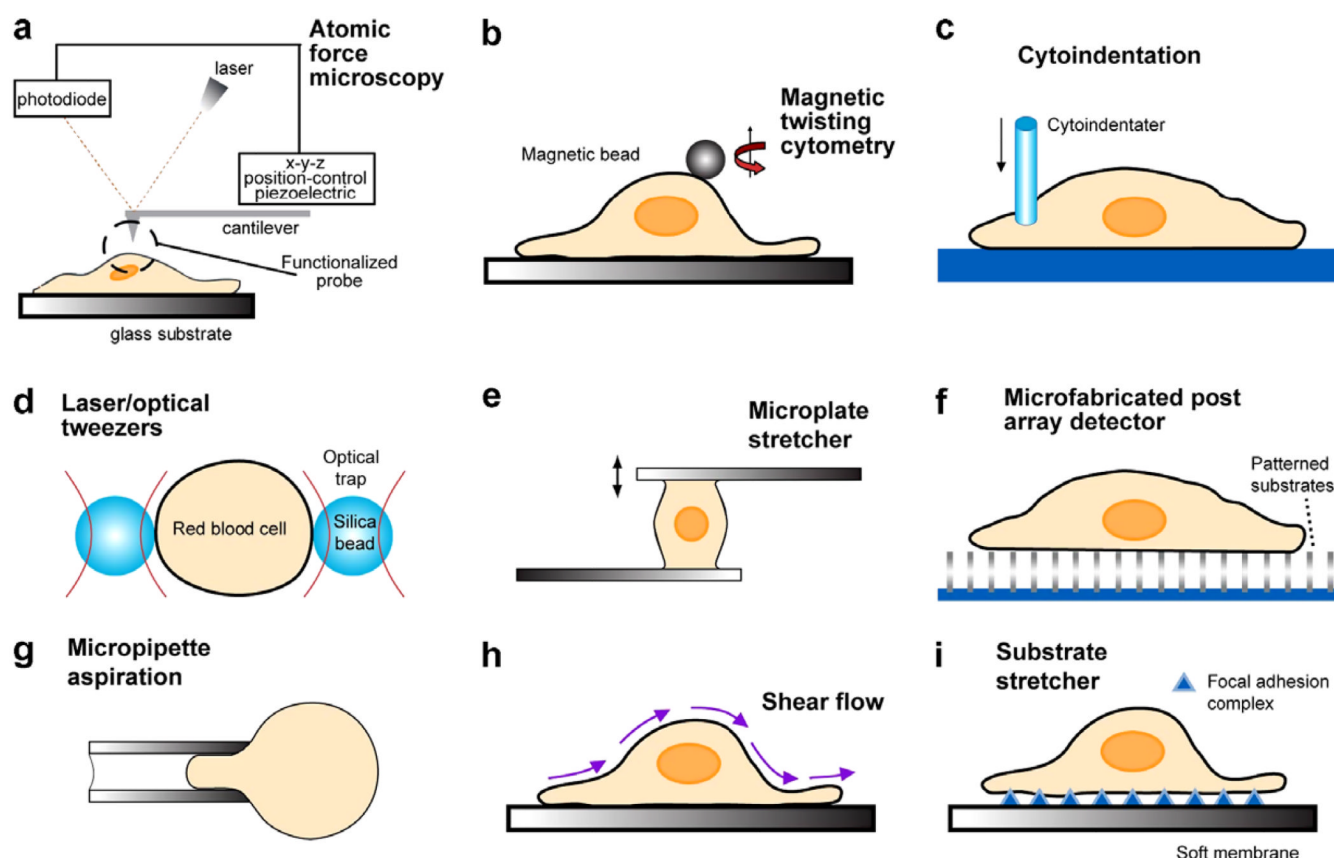 a
Atomic
force
microscopy
laser
photodiode
x-y-z
position-control
piezoelectric
cantilever
Functionalized
probe
glass substrate
b
Magnetic
twisting
cytometry
Magnetic bead
c
Cytoindentation
Cytoindentater
d
Laser/optical
tweezers
Optical
trap
Red blood cell
Silica
bead
e
Microplate
stretcher
f
Microfabricated post
array detector
Patterned
substrates
g
Micropipette
aspiration
h
Shear flow
i
Substrate
stretcher
Focal adhesion
complex
Soft membrane